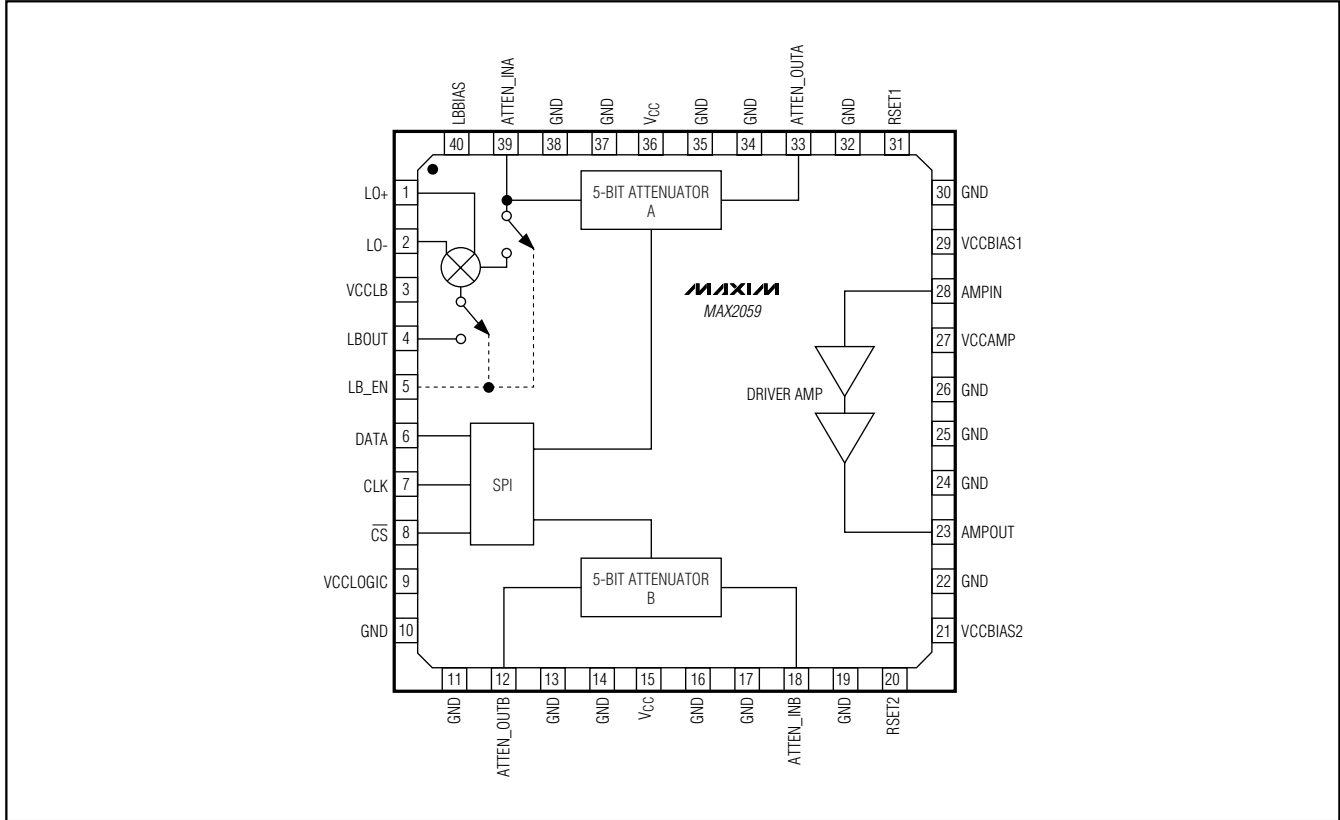 LBBIAS
ATTEN_INA
GND
GND
VCC
GND
GND
ATTEN_OUTA
GND
RSET1
40 39 38 37 36 35 34 33 32 31
LO+ 1
LO- 2
VCCLB 3
LBOUT 4
LB_EN 5
DATA 6
CLK 7
CS 8
VCCLOGIC 9
GND 10
5-BIT ATTENUATOR
A
MAXIM
MAX2059
DRIVER AMP
SPI
5-BIT ATTENUATOR
B
30 GND
29 VCCBIAS1
28 AMPIN
27 VCCAMP
26 GND
25 GND
24 GND
23 AMPOUT
22 GND
21 VCCBIAS2
11 12 13 14 15 16 17 18 19 20
GND
ATTEN_OUTB
GND
GND
VCC
GND
GND
ATTEN_INB
GND
RSET2